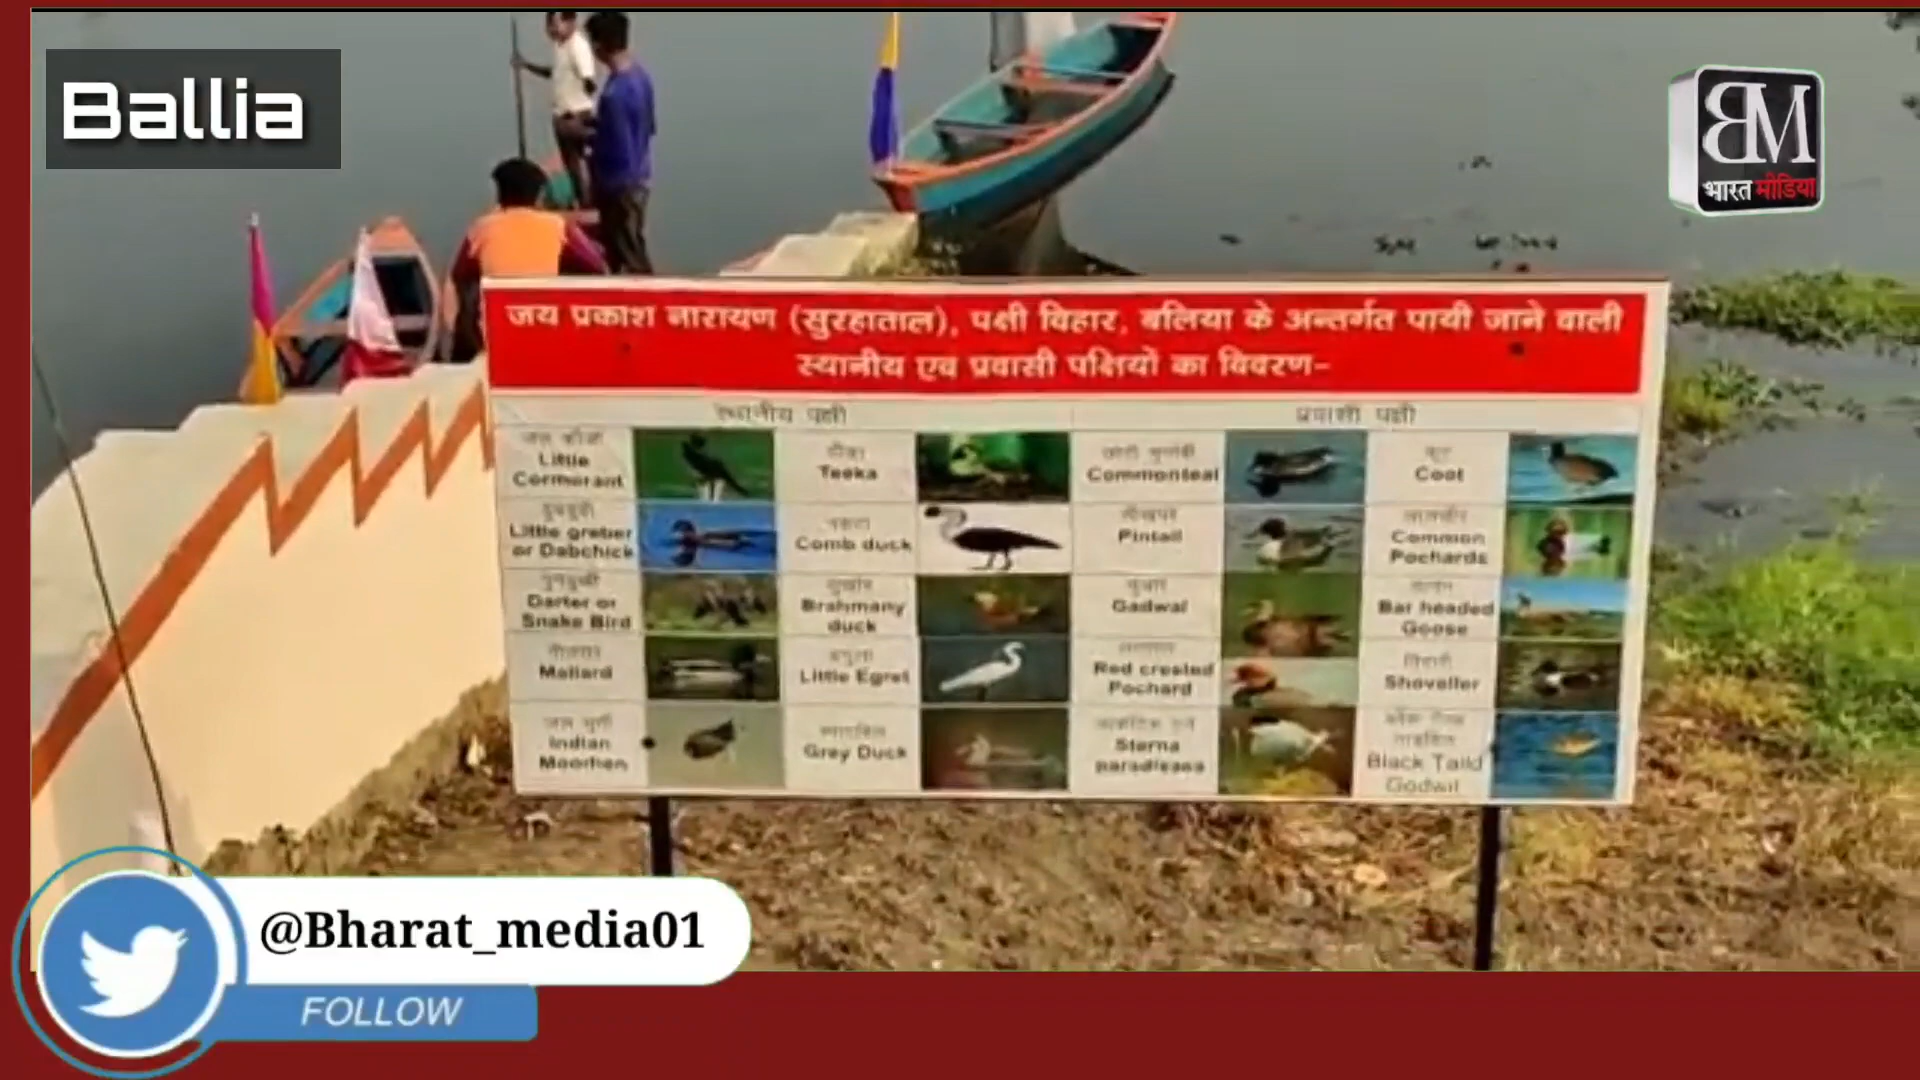 Ballia
BM
भारत मीडिया
जय प्रकाश नारायण (सुरहाताल), पक्षी विहार, बलिया के अन्तर्गत पायी जाने वाली
स्थानीय एवं प्रवासी पक्षियों का विवरण-
स्थानीय पक्षी
प्रवासी पक्षी
Little
Cormorant
Teeka
Commonteal
Coot
Little greber
or Dabchick
Comb duck
Pintail
Common
Pochards
Darter or
Snake Bird
Brahmany
duck
Gadwal
Bar headed
Goose
Mallard
Little Egret
Red crested
Pochard
Shoveller
जल मुर्गी
Indian
Moorhen
Grey Duck
Sterna
paradiseaea
Black Taild
Godwit
@Bharat_media01
FOLLOW